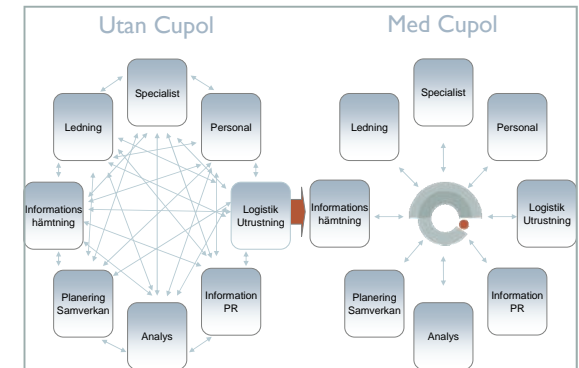 Utan Cupol
Med Cupol
Specialist
Ledning
Personal
Informations
hämtning
Logistik
Utrustning
Planering
Samverkan
Information
PR
Analys
Specialist
Ledning
Personal
Informations
hämtning
Logistik
Utrustning
Planering
Samverkan
Information
PR
Analys